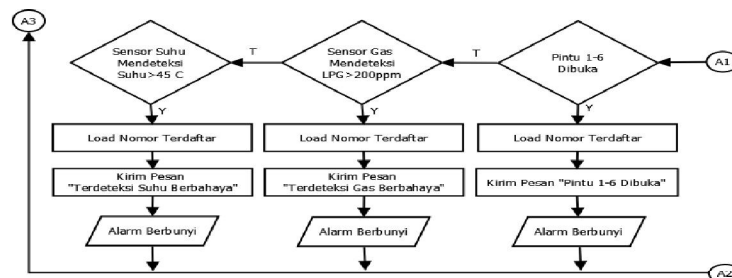 A3
Sensor Suhu
Mendeteksi
Suhu>45 C
T
Sensor Gas
Mendeteksi
LPG>200ppm
T
Pintu 1-6
Dibuka
A1
Y
Y
Y
Load Nomor Terdaftar
Load Nomor Terdaftar
Load Nomor Terdaftar
Kirim Pesan
"Terdeteksi Suhu Berbahaya"
Kirim Pesan
"Terdeteksi Gas Berbahaya"
Kirim Pesan "Pintu 1-6 Dibuka"
Alarm Berbunyi
Alarm Berbunyi
Alarm Berbunyi
A2